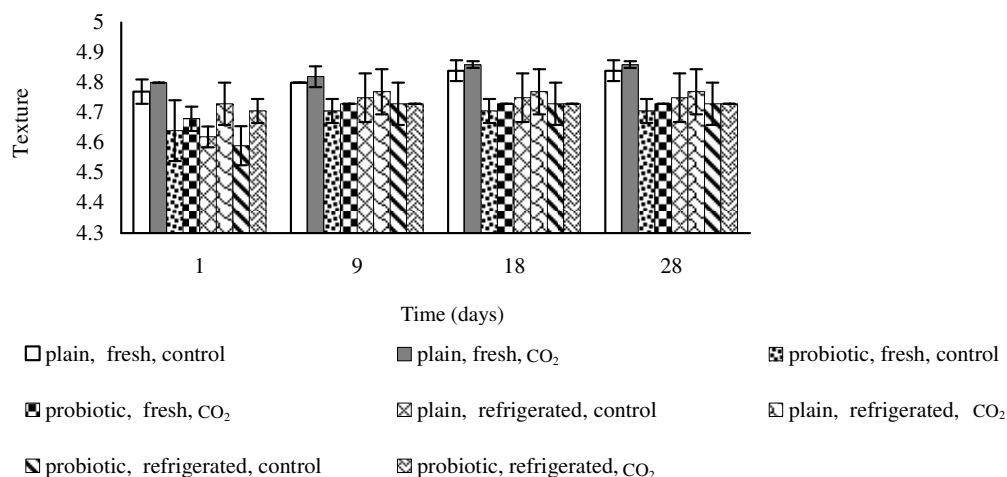 5
4.9
4.8
4.7
4.6
4.5
4.4
4.3
Texture
1 9 18 28
Time (days)
plain, fresh, control plain, fresh, CO₂ probiotic, fresh, control
probiotic, fresh, CO₂ plain, refrigerated, control plain, refrigerated, CO₂
probiotic, refrigerated, control probiotic, refrigerated, CO₂